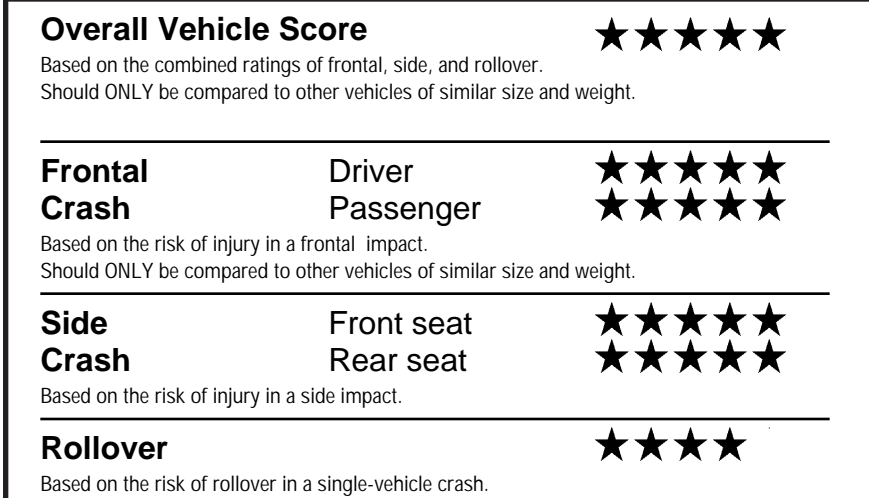 Overall Vehicle Score ★★★★★
Based on the combined ratings of frontal, side, and rollover.
Should ONLY be compared to other vehicles of similar size and weight.
Frontal Driver ★★★★★
Crash Passenger ★★★★★
Based on the risk of injury in a frontal impact.
Should ONLY be compared to other vehicles of similar size and weight.
Side Front seat ★★★★★
Crash Rear seat ★★★★★
Based on the risk of injury in a side impact.
Rollover ★★★★
Based on the risk of rollover in a single-vehicle crash.